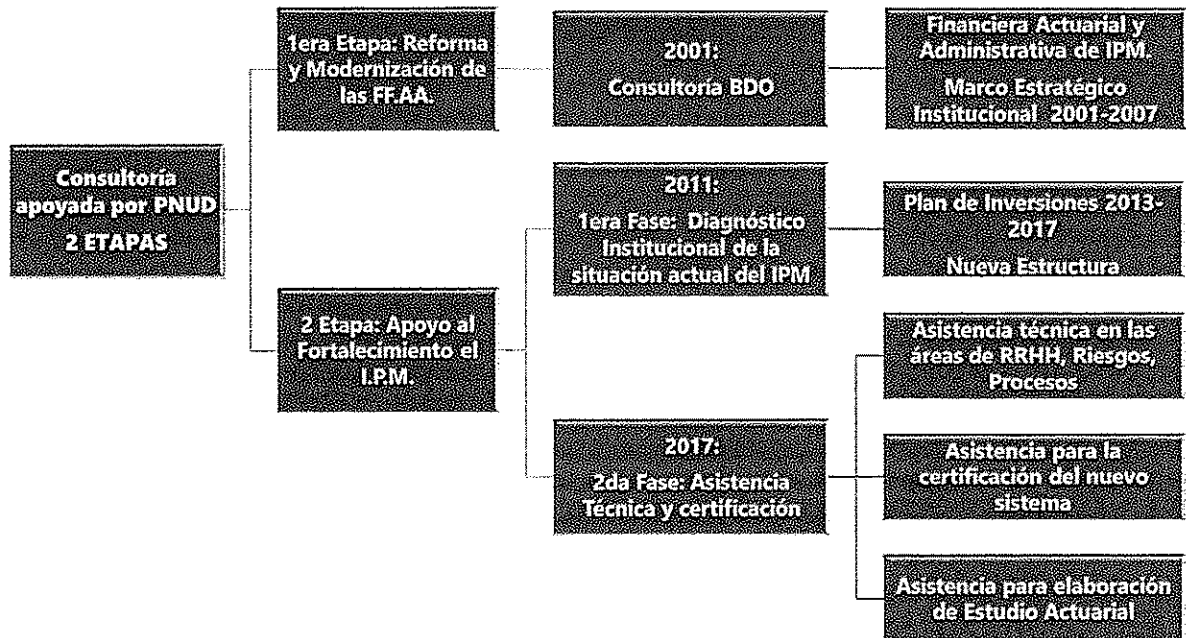 Consultoría
apoyada por PNUD
2 ETAPAS
1era Etapa: Reforma
y Modernización de
las FF.AA.
2001:
Consultoría BDO
Financiera Actuarial y
Administrativa de IPM.
Marco Estratégico
Institucional 2001-2007
2 Etapa: Apoyo al
Fortalecimiento el
I.P.M.
2011:
1era Fase: Diagnóstico
Institucional de la
situación actual del IPM
Plan de Inversiones 2013-
2017
Nueva Estructura
2017:
2da Fase: Asistencia
Técnica y certificación
Asistencia técnica en las
áreas de RRHH, Riesgos,
Procesos
Asistencia para la
certificación del nuevo
sistema
Asistencia para elaboración
de Estudio Actuarial